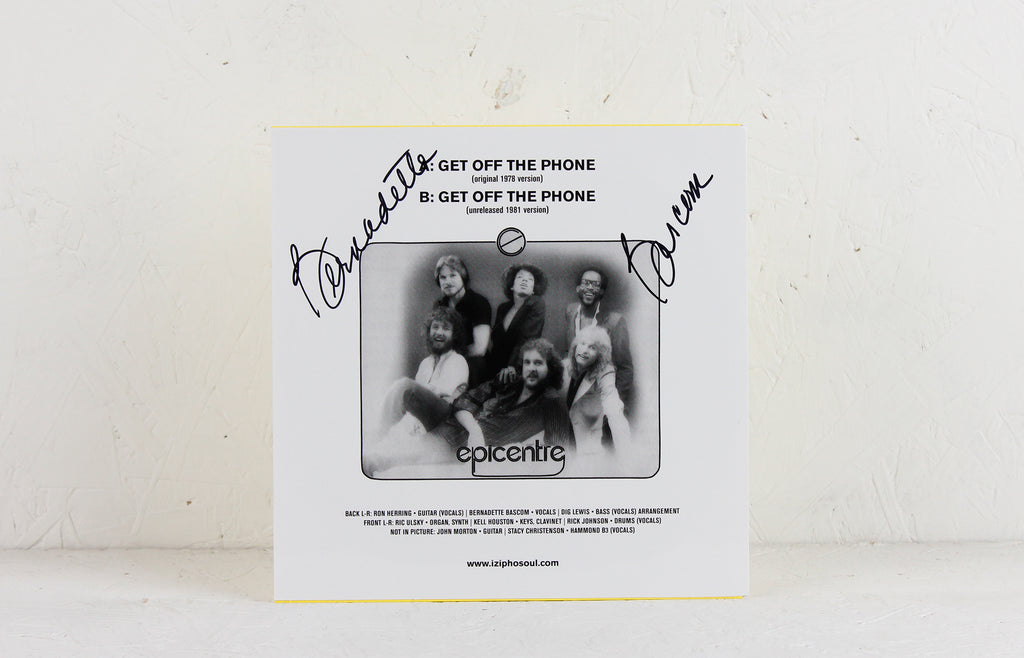 A: GET OFF THE PHONE
(original 1978 version)
B: GET OFF THE PHONE
(unreleased 1981 version)
Bernadette Bascom
epicentre
BACK L-R: RON HERRING • GUITAR (VOCALS) | BERNADETTE BASCOM • VOCALS | DIG LEWIS • BASS (VOCALS) ARRANGEMENT
FRONT L-R: RIC ULSKY • ORGAN, SYNTH | KELL HOUSTON • KEYS, CLAVINET | RICK JOHNSON • DRUMS (VOCALS)
NOT IN PICTURE: JOHN MORTON • GUITAR | STACY CHRISTENSON • HAMMOND B3 (VOCALS)
www.iziphosoul.com